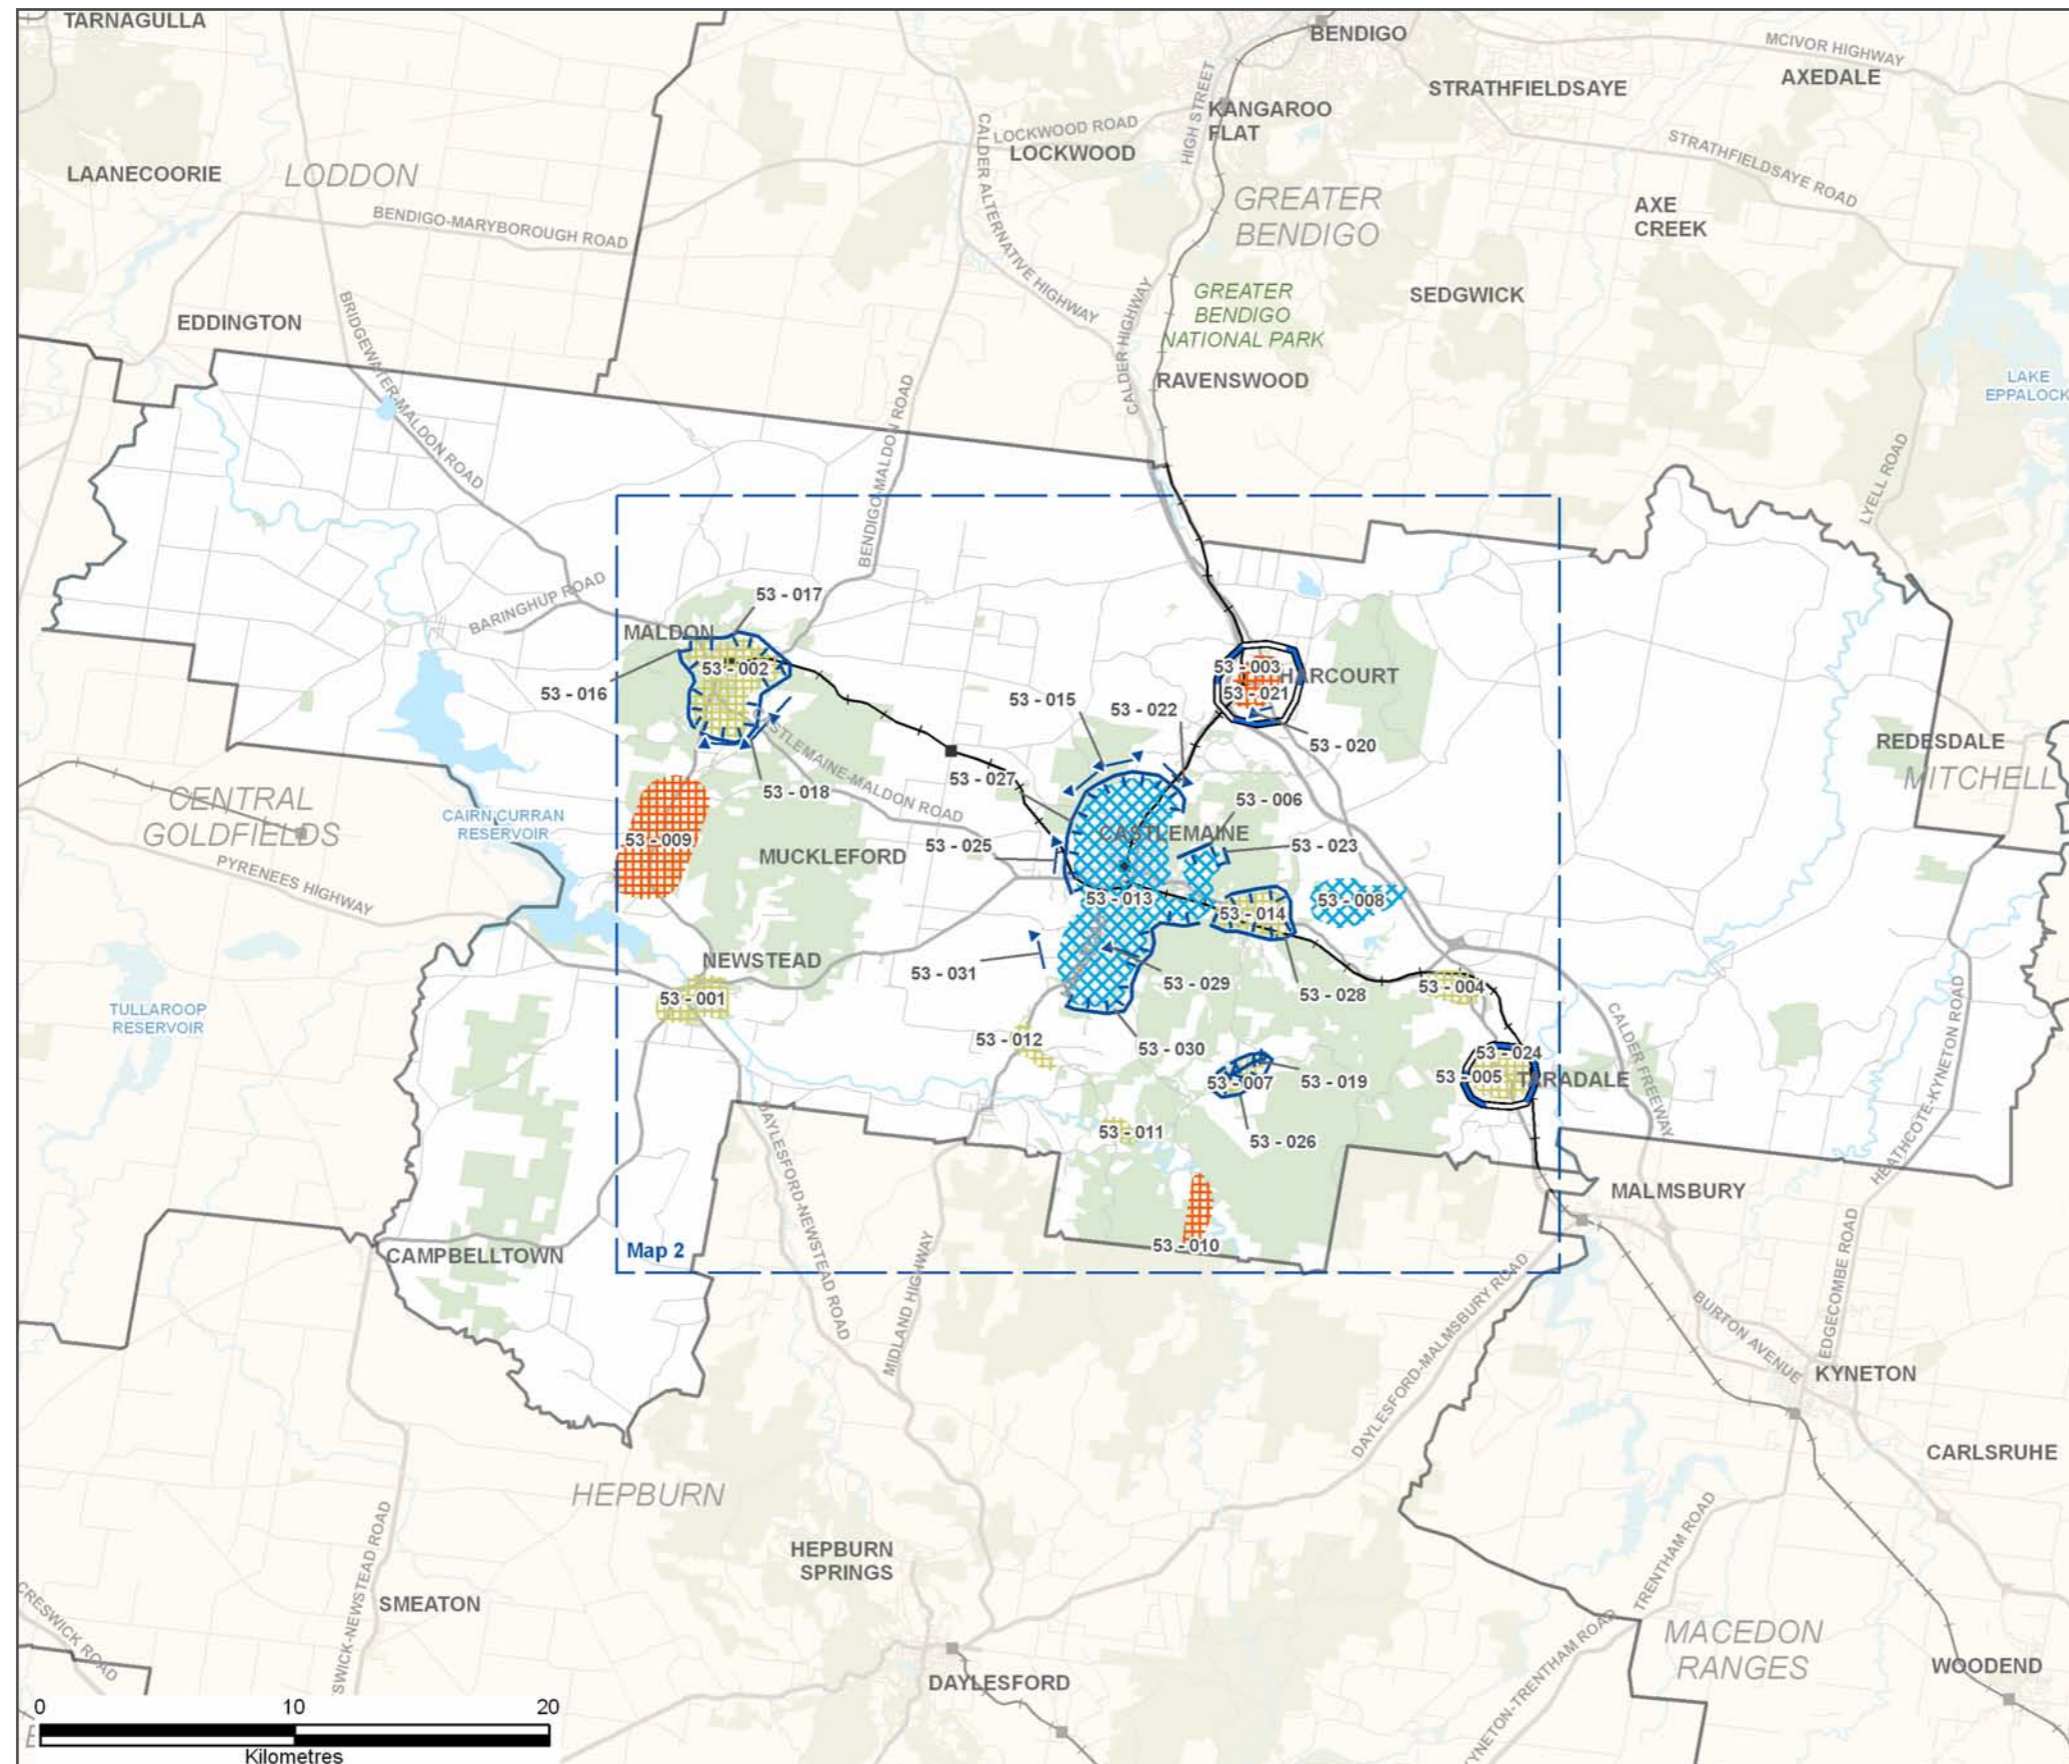 TARNAGULLA
BENDIGO
MCIVOR HIGHWAY
AXEDALE
STRATHFIELDSAYE
HIGH STREET
KANGAROO
FLAT
LOCKWOOD ROAD
LOCKWOOD
CALDER ALTERNATIVE HIGHWAY
STRATHFIELDSAYE ROAD
LAANECOORIE
LODDON
GREATER
BENDIGO
AXE
CREEK
BENDIGO-MARYBOROUGH ROAD
GREATER
BENDIGO
NATIONAL PARK
SEDGWICK
EDDINGTON
BRIDGEWATER-MALDON ROAD
CALDER HIGHWAY
RAVENSWOOD
LAKE
EPPALOCK
BENDIGO-MALDON ROAD
LYELL ROAD
BARINGHUP ROAD
53 - 017
MALDON
53 - 002
53 - 016
53 - 003
HARCOURT
53 - 021
53 - 015
53 - 022
53 - 020
CASTLEMAINE-MALDON ROAD
REDESDALE
MITCHELL
53 - 027
53 - 018
53 - 006
CENTRAL
GOLDFIELDS
CAIRN CURRAN
RESERVOIR
53 - 009
CASTLEMAINE
53 - 025
53 - 023
MUCKLEFORD
PYRENEES HIGHWAY
53 - 013
53 - 014
53 - 008
NEWSTEAD
53 - 031
53 - 029
53 - 028
53 - 004
53 - 001
TULLAROOP
RESERVOIR
CALDER FREEWAY
HEATHCOTE-KYNETON ROAD
53 - 012
53 - 030
53 - 024
53 - 007
53 - 019
53 - 005
TARADALE
53 - 011
53 - 026
DAYLESFORD-NEWSTEAD ROAD
MALMSBURY
CAMPBELLTOWN
Map 2
53 - 010
MIDLAND HIGHWAY
DAYLESFORD-MALMSBURY ROAD
BURTON AVENUE
EDGECOMBE ROAD
KYNETON
CARLSRUHE
HEPBURN
HEPBURN
SPRINGS
TRENTHAM ROAD
CRESWICK ROAD
SWICK-NEWSTEAD ROAD
SMEATON
YNETON-TRENTHAM ROAD
MACEDON
RANGES
WOODEND
DAYLESFORD
0 10 20
Kilometres